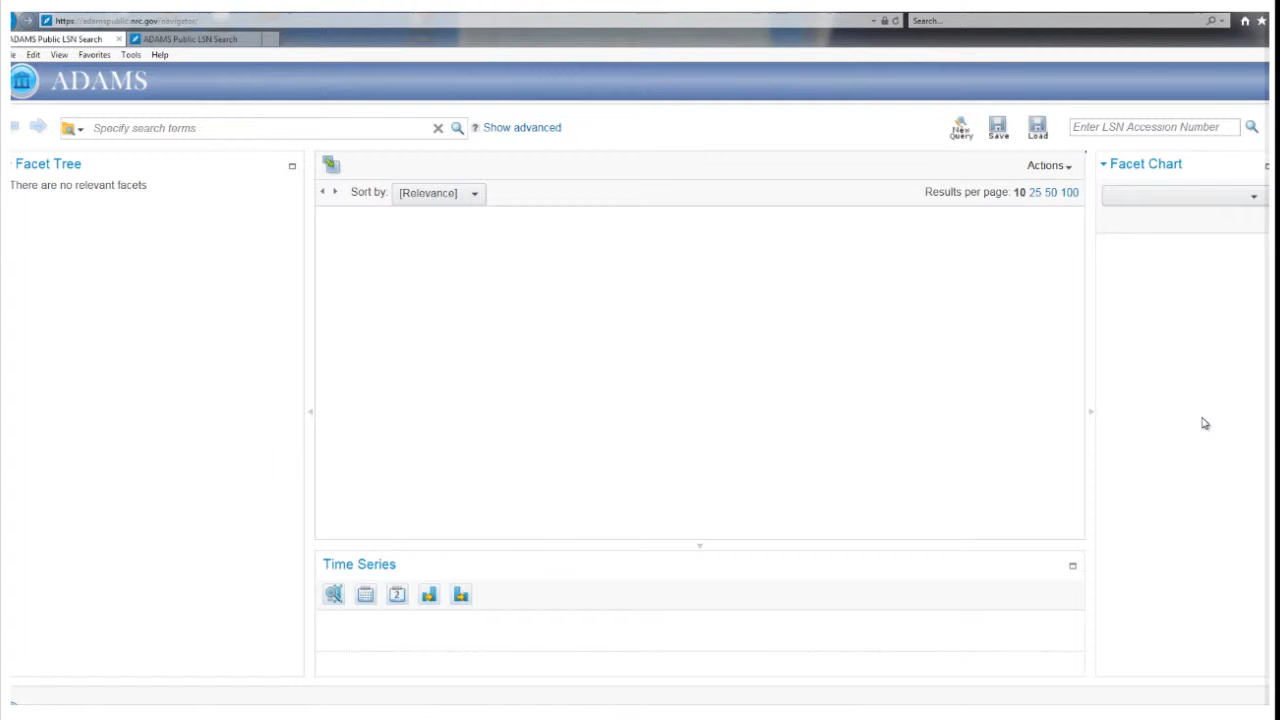 https://adamspublic.nrc.gov/navigator/
Search...
ADAMS Public LSN Search
ADAMS Public LSN Search
Edit View Favorites Tools Help
ADAMS
Specify search terms
? Show advanced
New Query
Save
Load
Enter LSN Accession Number
Facet Tree
There are no relevant facets
Actions
Sort by: [Relevance]
Results per page: 10 25 50 100
Facet Chart
Time Series
2